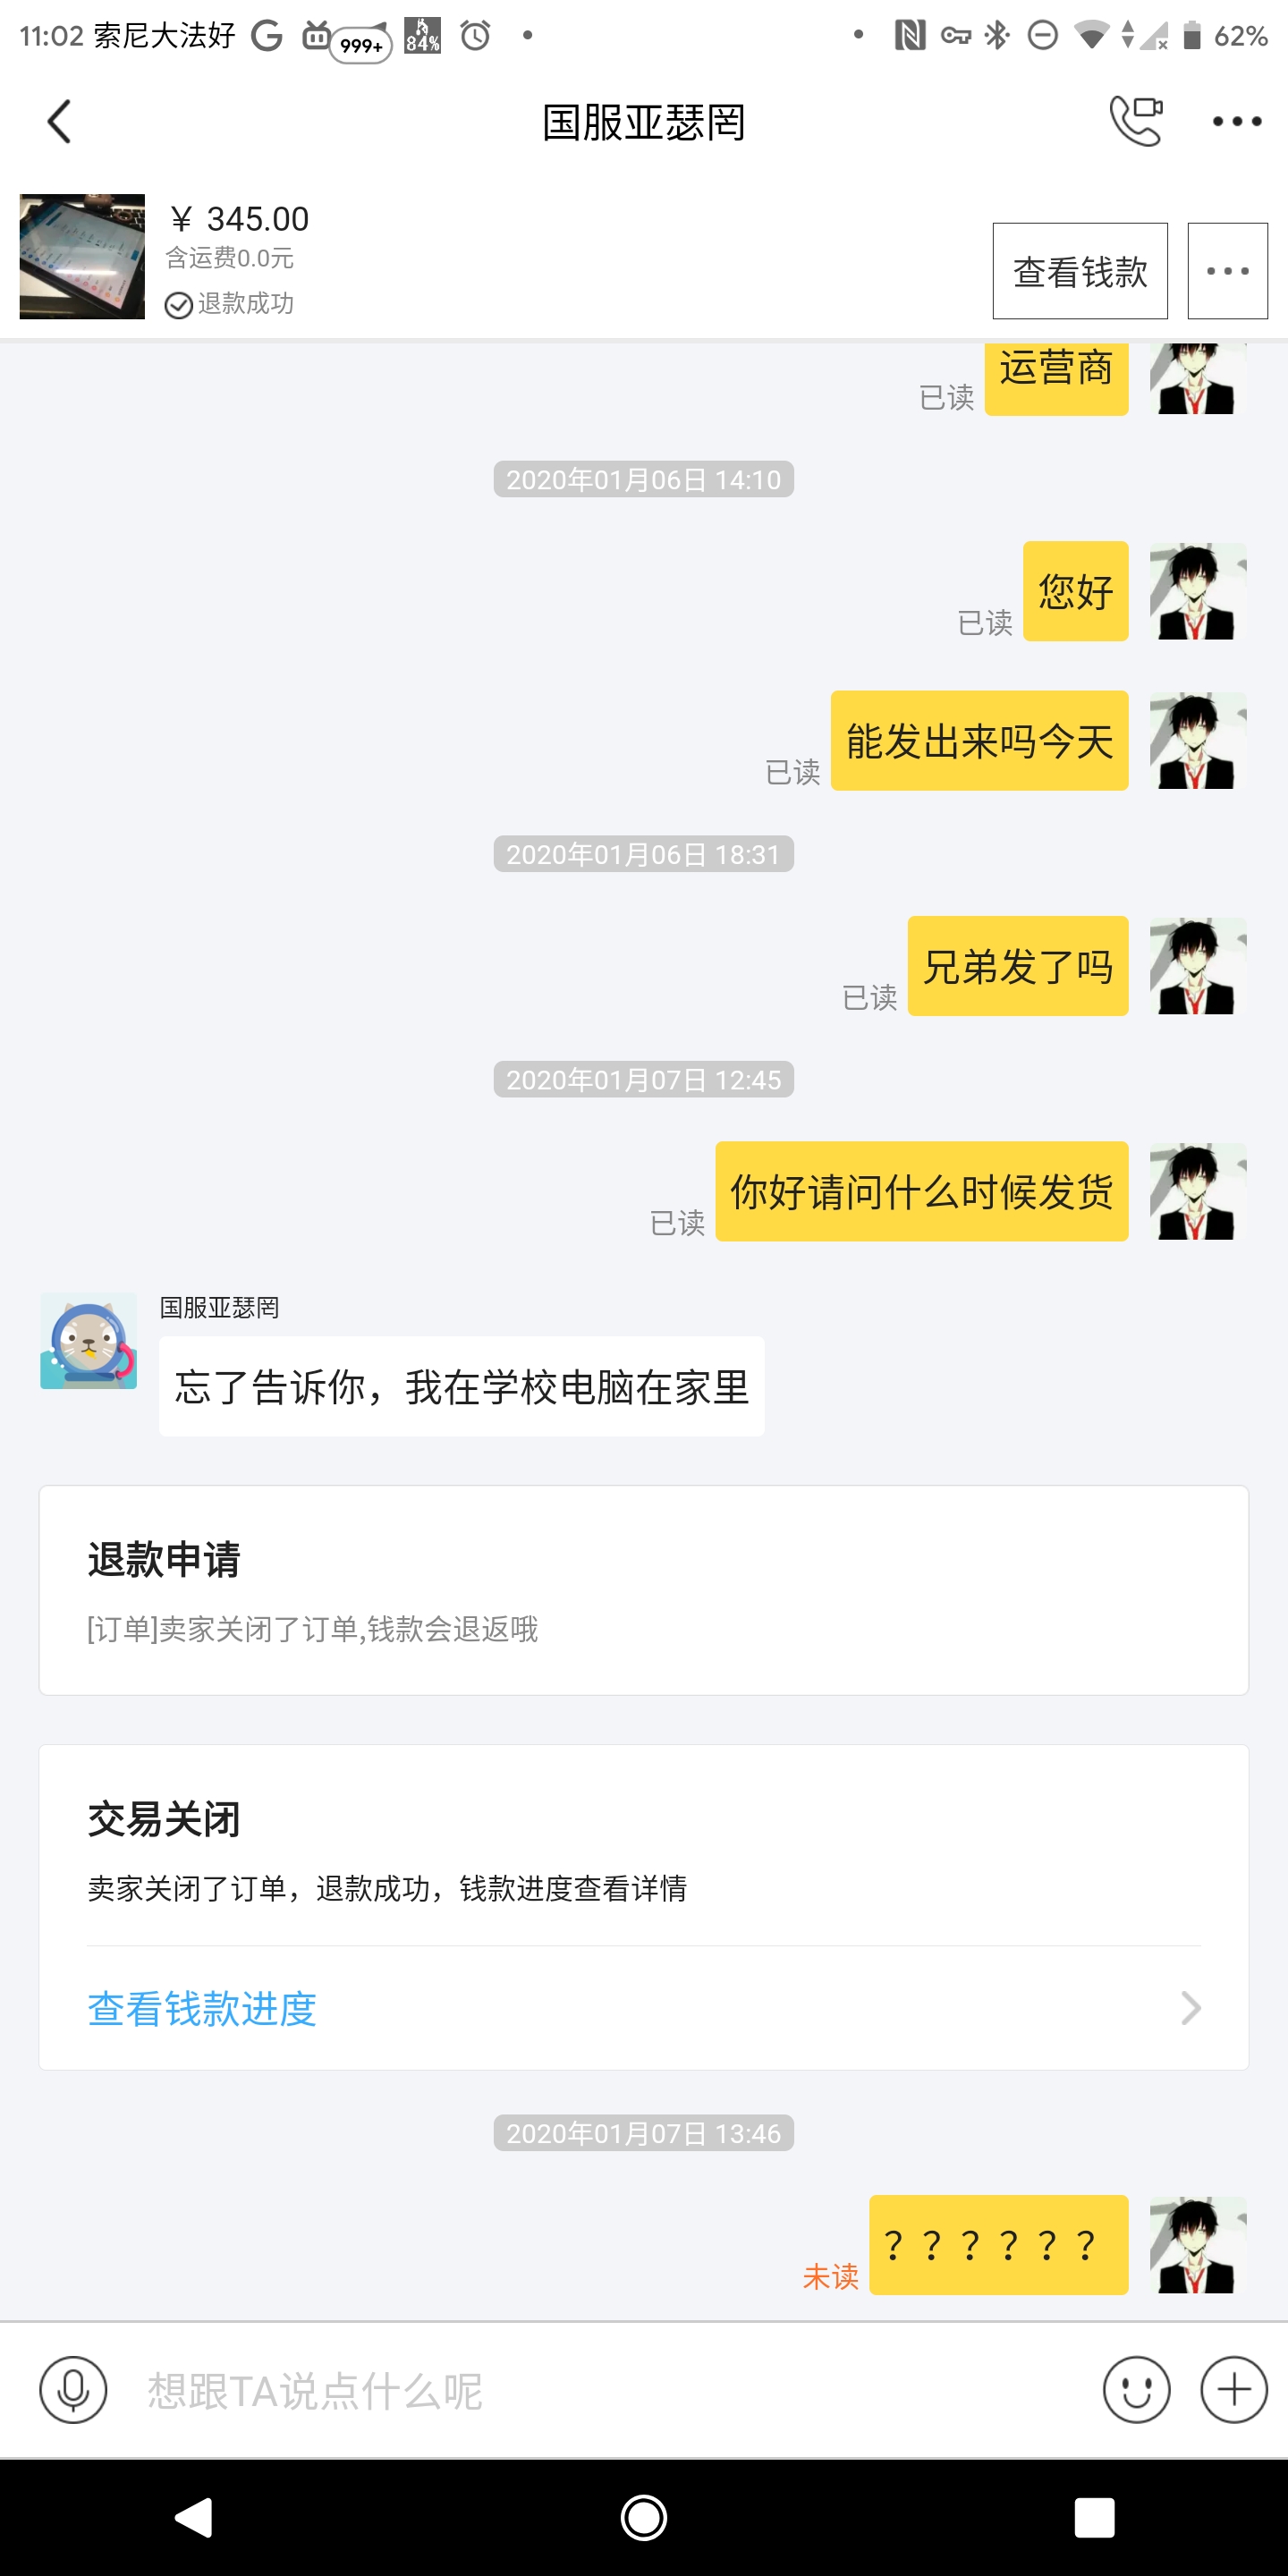 11:02 索尼大法好 999+ 84% 62%
国服亚瑟罔
¥ 345.00
含运费0.0元
退款成功
查看钱款
运营商
已读
2020年01月06日 14:10
您好
已读
能发出来吗今天
已读
2020年01月06日 18:31
兄弟发了吗
已读
2020年01月07日 12:45
你好请问什么时候发货
已读
国服亚瑟罔
忘了告诉你，我在学校电脑在家里
退款申请
[订单]卖家关闭了订单,钱款会退返哦
交易关闭
卖家关闭了订单，退款成功，钱款进度查看详情
查看钱款进度
2020年01月07日 13:46
？？？？？？
未读
想跟TA说点什么呢